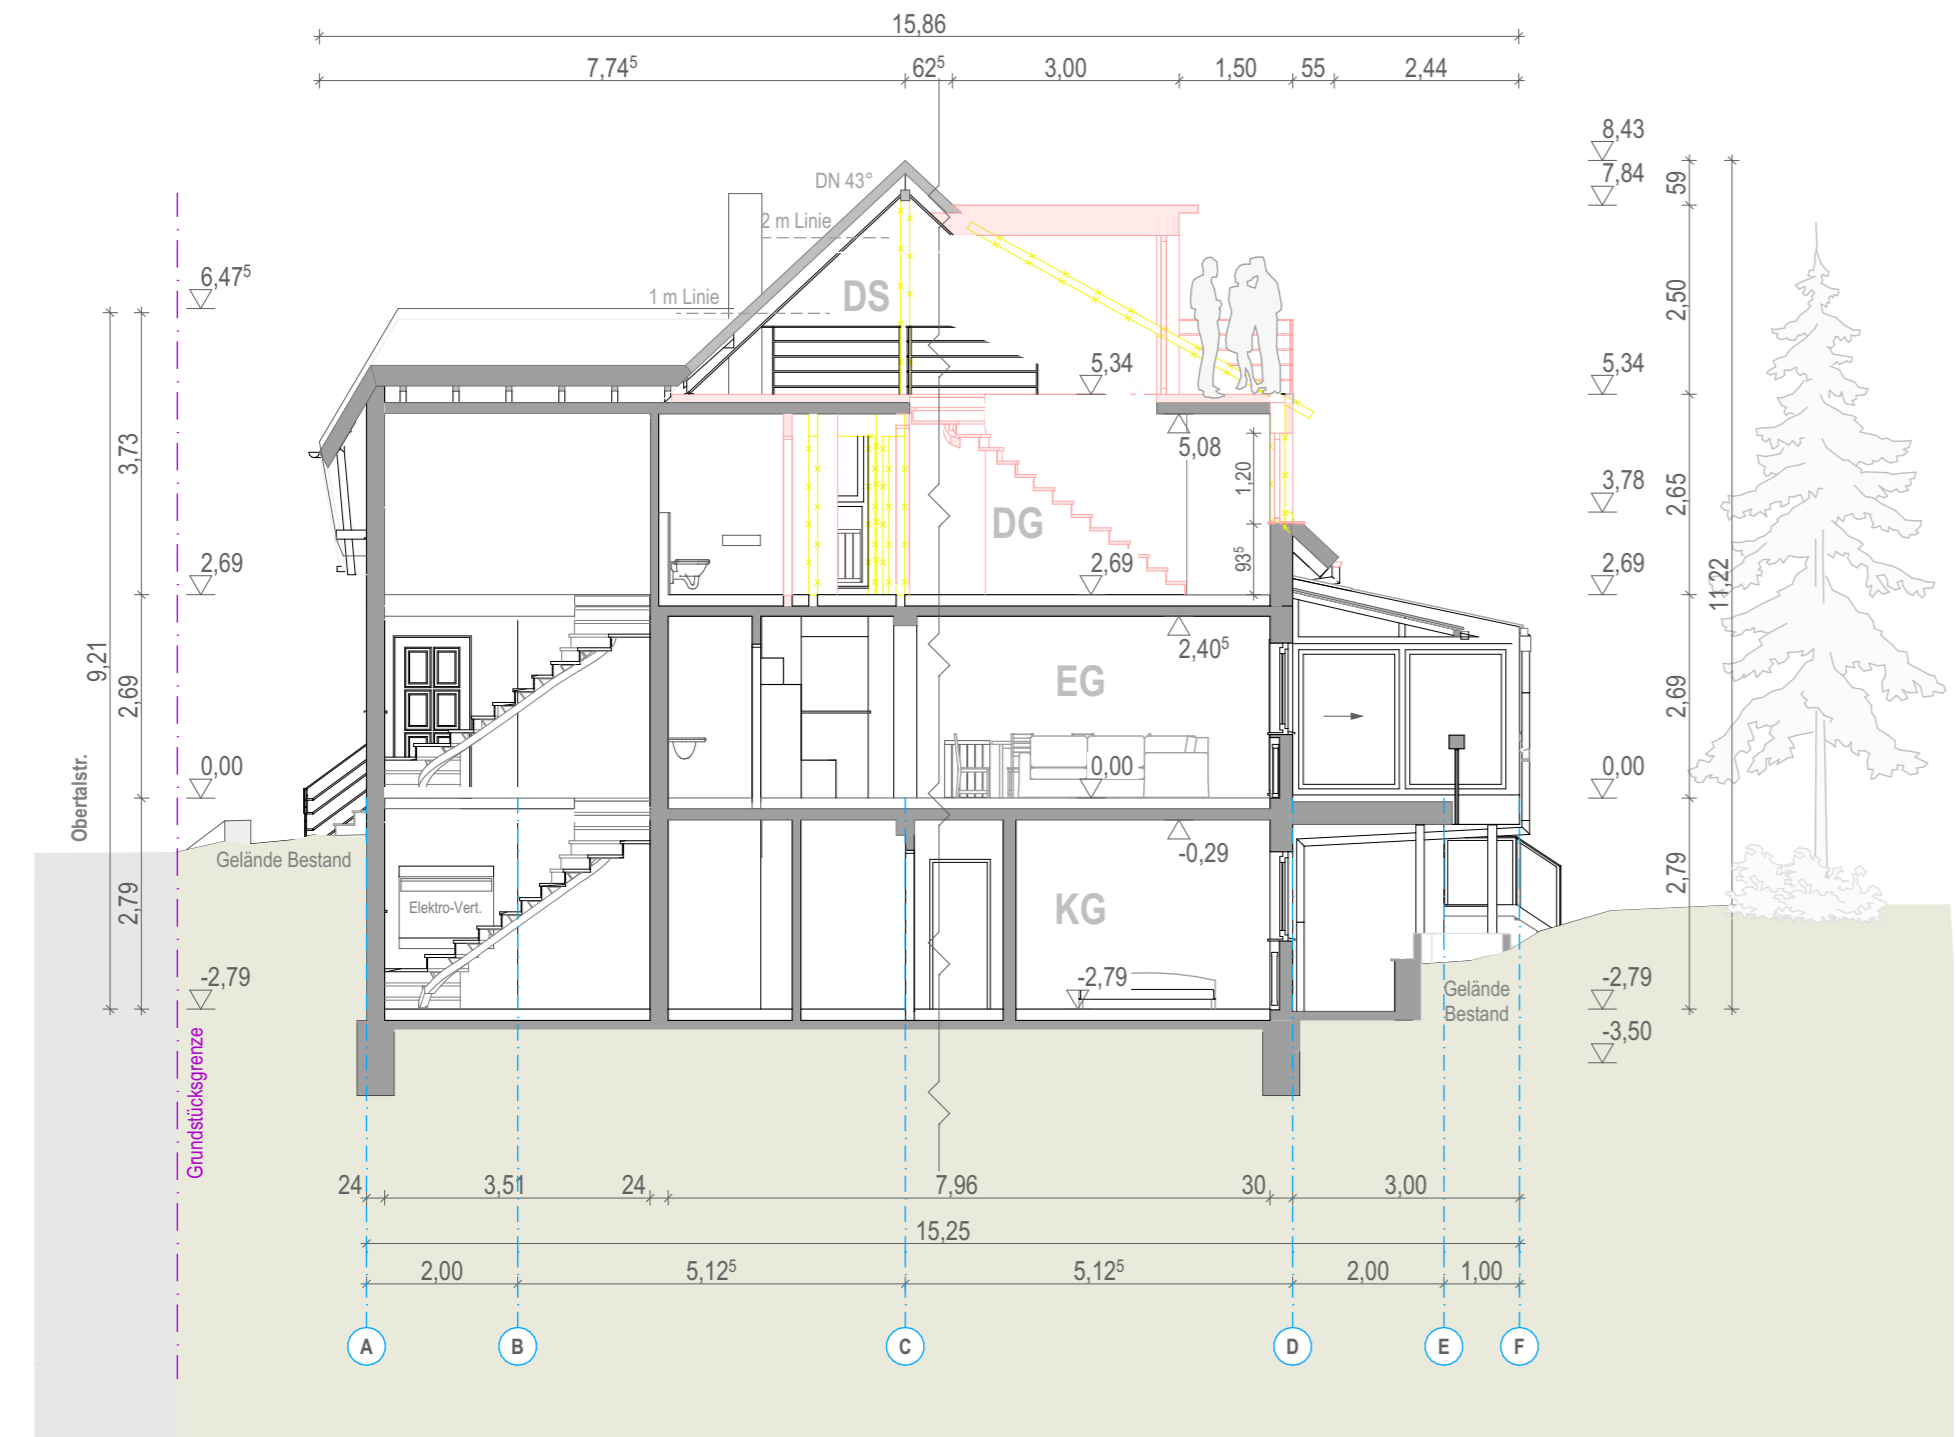 15,86
7,74⁵ 62⁵ 3,00 1,50 55 2,44
8,43
7,84
59
DN 43°
2 m Linie
6,47⁵
1 m Linie
DS
2,50
5,34
5,34
3,73
5,08
1,20
3,78
2,65
DG
2,69
2,69
93⁵
2,69
11,22
2,40⁵
9,21
2,69
EG
2,69
Obertalstr.
0,00
0,00
0,00
Gelände Bestand
-0,29
2,79
Elektro-Vert.
KG
2,79
-2,79
-2,79
Gelände
Bestand
-2,79
-3,50
Grundstücksgrenze
24 3,51 24 7,96 30 3,00
15,25
2,00 5,12⁵ 5,12⁵ 2,00 1,00
A B C D E F